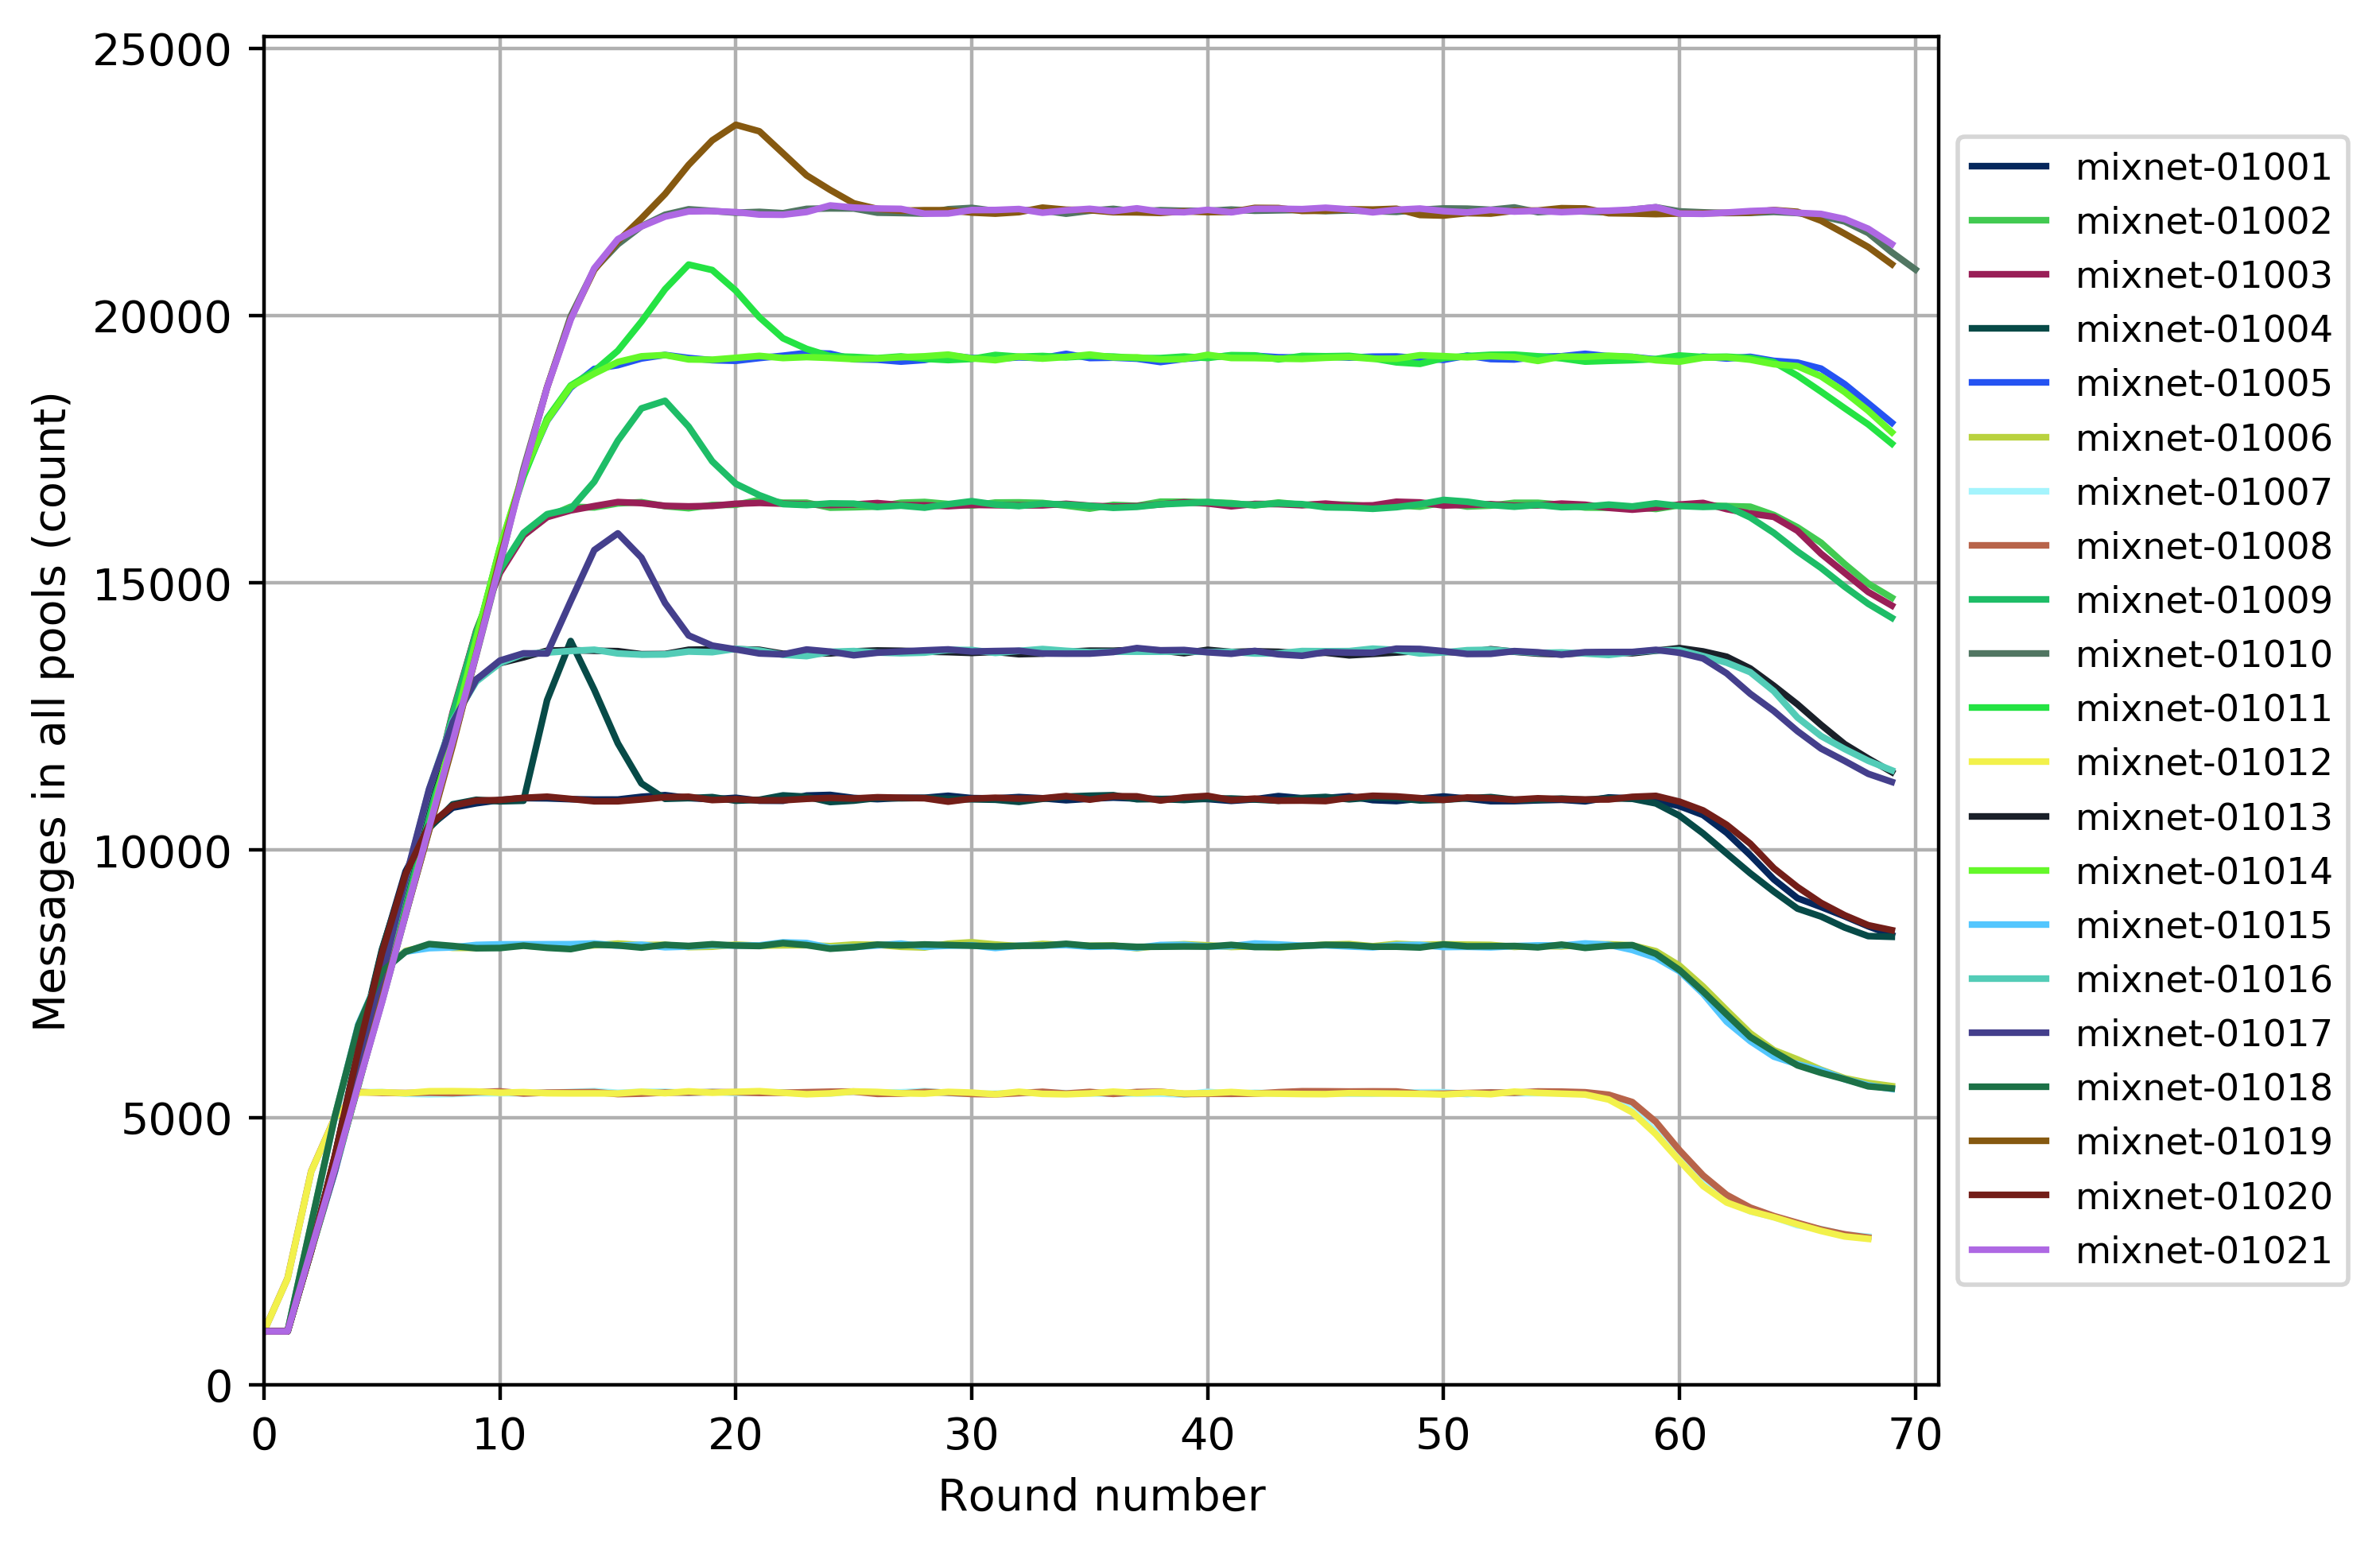 25000
20000
15000
10000
5000
0
Messages in all pools (count)
0 10 20 30 40 50 60 70
Round number
mixnet-01001
mixnet-01002
mixnet-01003
mixnet-01004
mixnet-01005
mixnet-01006
mixnet-01007
mixnet-01008
mixnet-01009
mixnet-01010
mixnet-01011
mixnet-01012
mixnet-01013
mixnet-01014
mixnet-01015
mixnet-01016
mixnet-01017
mixnet-01018
mixnet-01019
mixnet-01020
mixnet-01021